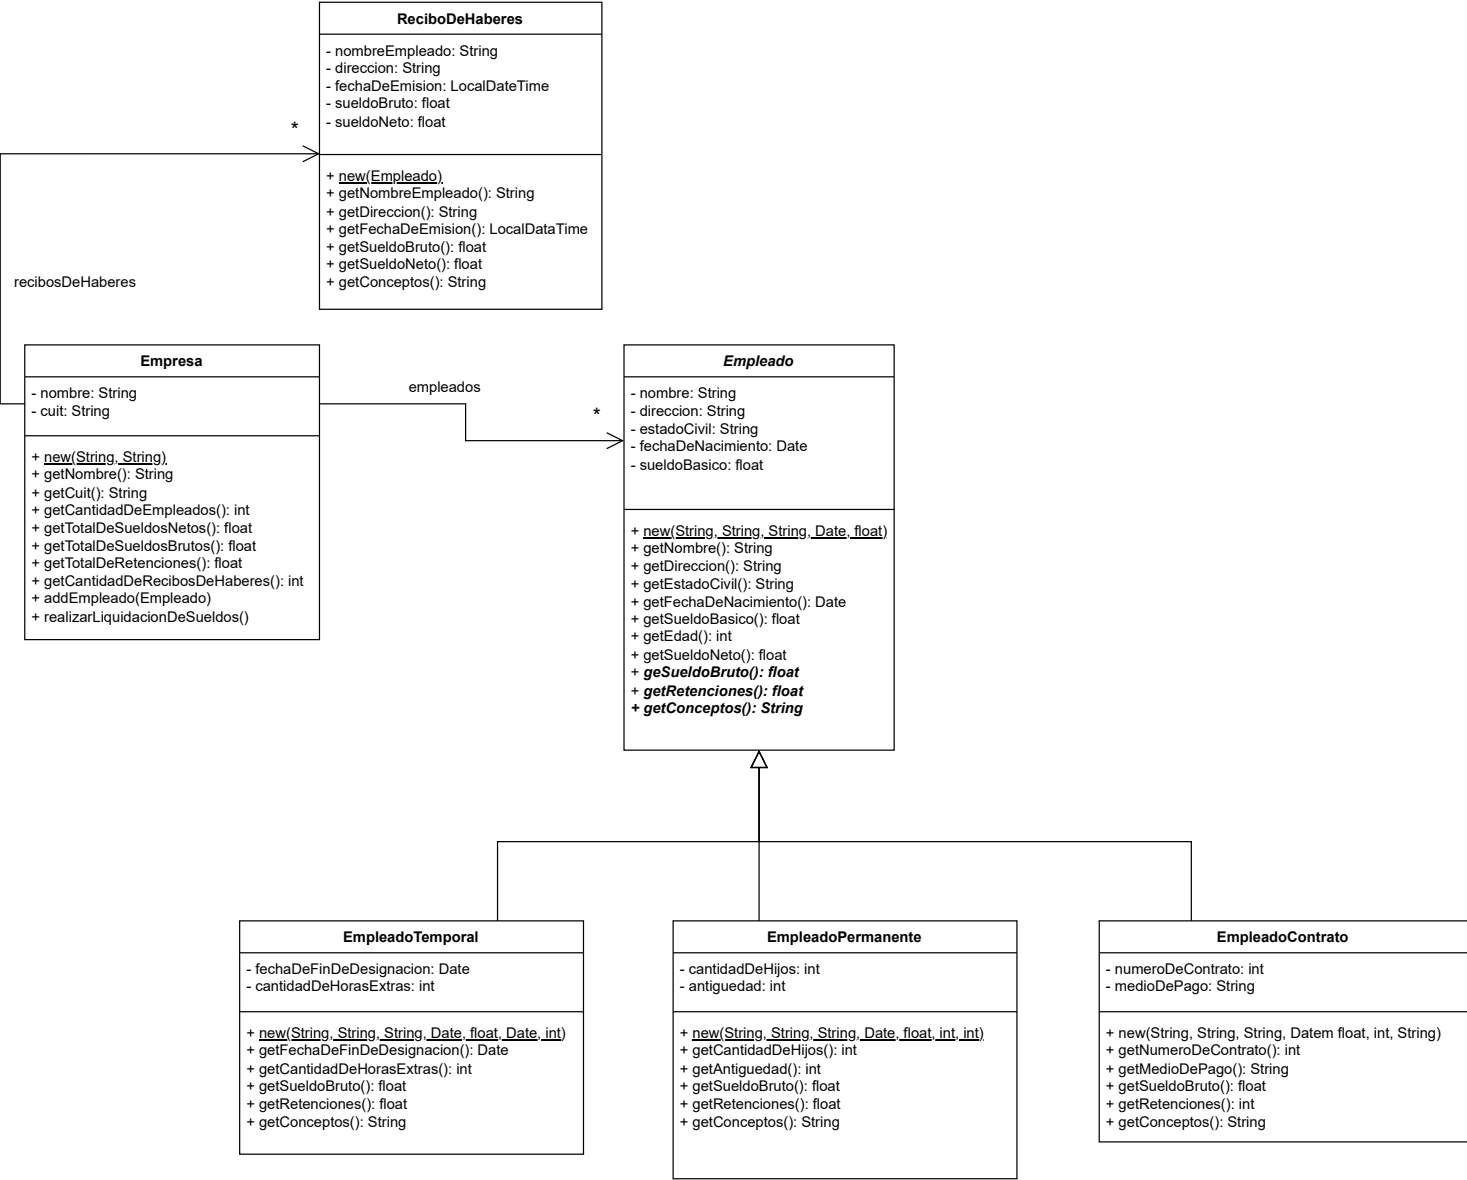 ReciboDeHaberes
- nombreEmpleado: String
- direccion: String
- fechaDeEmision: LocalDateTime
- sueldoBruto: float
- sueldoNeto: float
*
+ new(Empleado)
+ getNombreEmpleado(): String
+ getDireccion(): String
+ getFechaDeEmision(): LocalDataTime
+ getSueldoBruto(): float
+ getSueldoNeto(): float
+ getConceptos(): String
recibosDeHaberes
Empresa
- nombre: String
- cuit: String
+ new(String, String)
+ getNombre(): String
+ getCuit(): String
+ getCantidadDeEmpleados(): int
+ getTotalDeSueldosNetos(): float
+ getTotalDeSueldosBrutos(): float
+ getTotalDeRetenciones(): float
+ getCantidadDeRecibosDeHaberes(): int
+ addEmpleado(Empleado)
+ realizarLiquidacionDeSueldos()
empleados
*
Empleado
- nombre: String
- direccion: String
- estadoCivil: String
- fechaDeNacimiento: Date
- sueldoBasico: float
+ new(String, String, String, Date, float)
+ getNombre(): String
+ getDireccion(): String
+ getEstadoCivil(): String
+ getFechaDeNacimiento(): Date
+ getSueldoBasico(): float
+ getEdad(): int
+ getSueldoNeto(): float
+ geSueldoBruto(): float
+ getRetenciones(): float
+ getConceptos(): String
EmpleadoTemporal
- fechaDeFinDeDesignacion: Date
- cantidadDeHorasExtras: int
+ new(String, String, String, Date, float, Date, int)
+ getFechaDeFinDeDesignacion(): Date
+ getCantidadDeHorasExtras(): int
+ getSueldoBruto(): float
+ getRetenciones(): float
+ getConceptos(): String
EmpleadoPermanente
- cantidadDeHijos: int
- antiguedad: int
+ new(String, String, String, Date, float, int, int)
+ getCantidadDeHijos(): int
+ getAntiguedad(): int
+ getSueldoBruto(): float
+ getRetenciones(): float
+ getConceptos(): String
EmpleadoContrato
- numeroDeContrato: int
- medioDePago: String
+ new(String, String, String, Datem float, int, String)
+ getNumeroDeContrato(): int
+ getMedioDePago(): String
+ getSueldoBruto(): float
+ getRetenciones(): int
+ getConceptos(): String